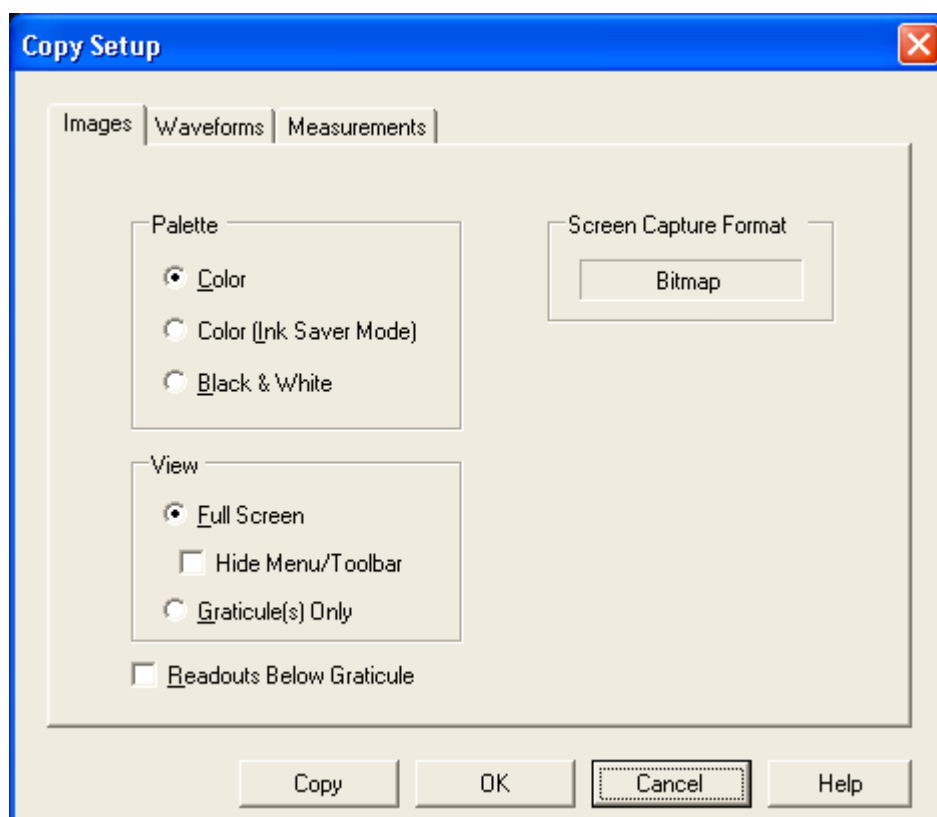 Copy Setup
Images Waveforms Measurements
Palette
Color
Color (Ink Saver Mode)
Black & White
Screen Capture Format
Bitmap
View
Full Screen
Hide Menu/Toolbar
Graticule(s) Only
Readouts Below Graticule
Copy OK Cancel Help